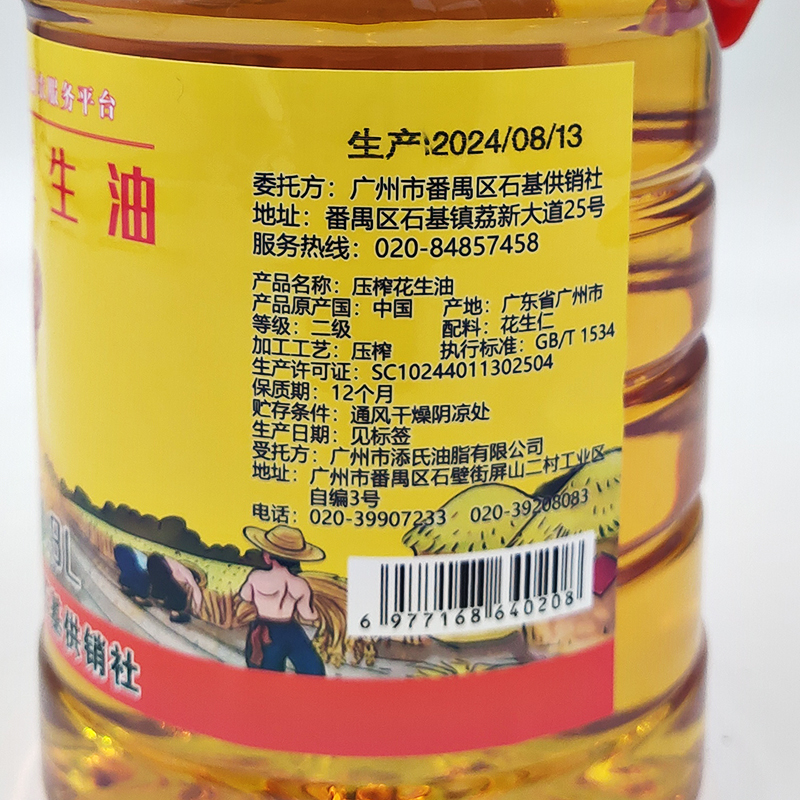 服务平台
生油
生产 2024/08/13
委托方：广州市番禺区石基供销社
地址：番禺区石基镇荔新大道25号
服务热线：020-84857458
产品名称：压榨花生油
产品原产国：中国 产地：广东省广州市
等级：二级 配料：花生仁
加工工艺：压榨 执行标准：GB/T 1534
生产许可证：SC10244011302504
保质期：12个月
贮存条件：通风干燥阴凉处
生产日期：见标签
受托方：广州市添氏油脂有限公司
地址：广州市番禺区石壁街屏山二村工业区
自编3号
电话：020-39907233 020-39208083
9L
基供销社
6 977168 640208